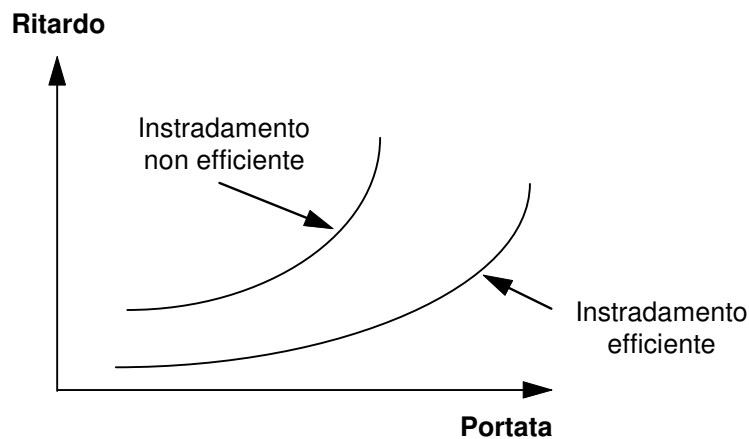 Ritardo
Instradamento
non efficiente
Instradamento
efficiente
Portata